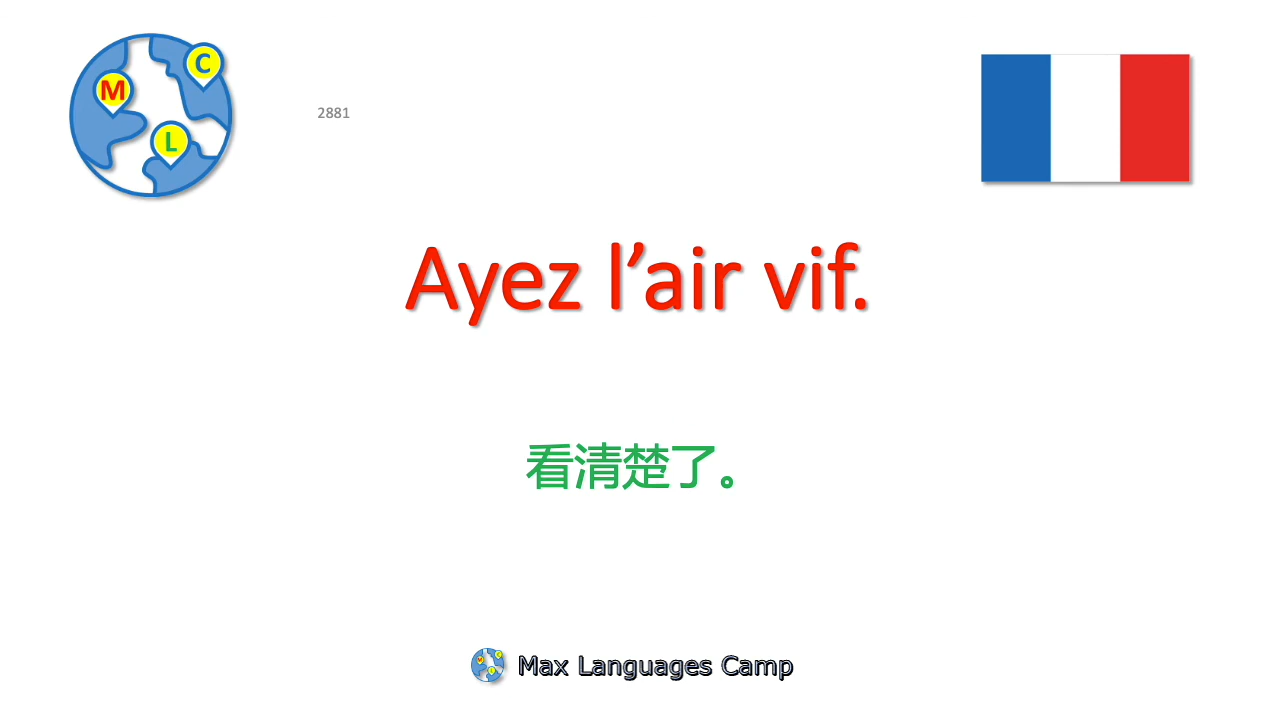 C
M
L
2881
Ayez l’air vif.
看清楚了。
Max Languages Camp